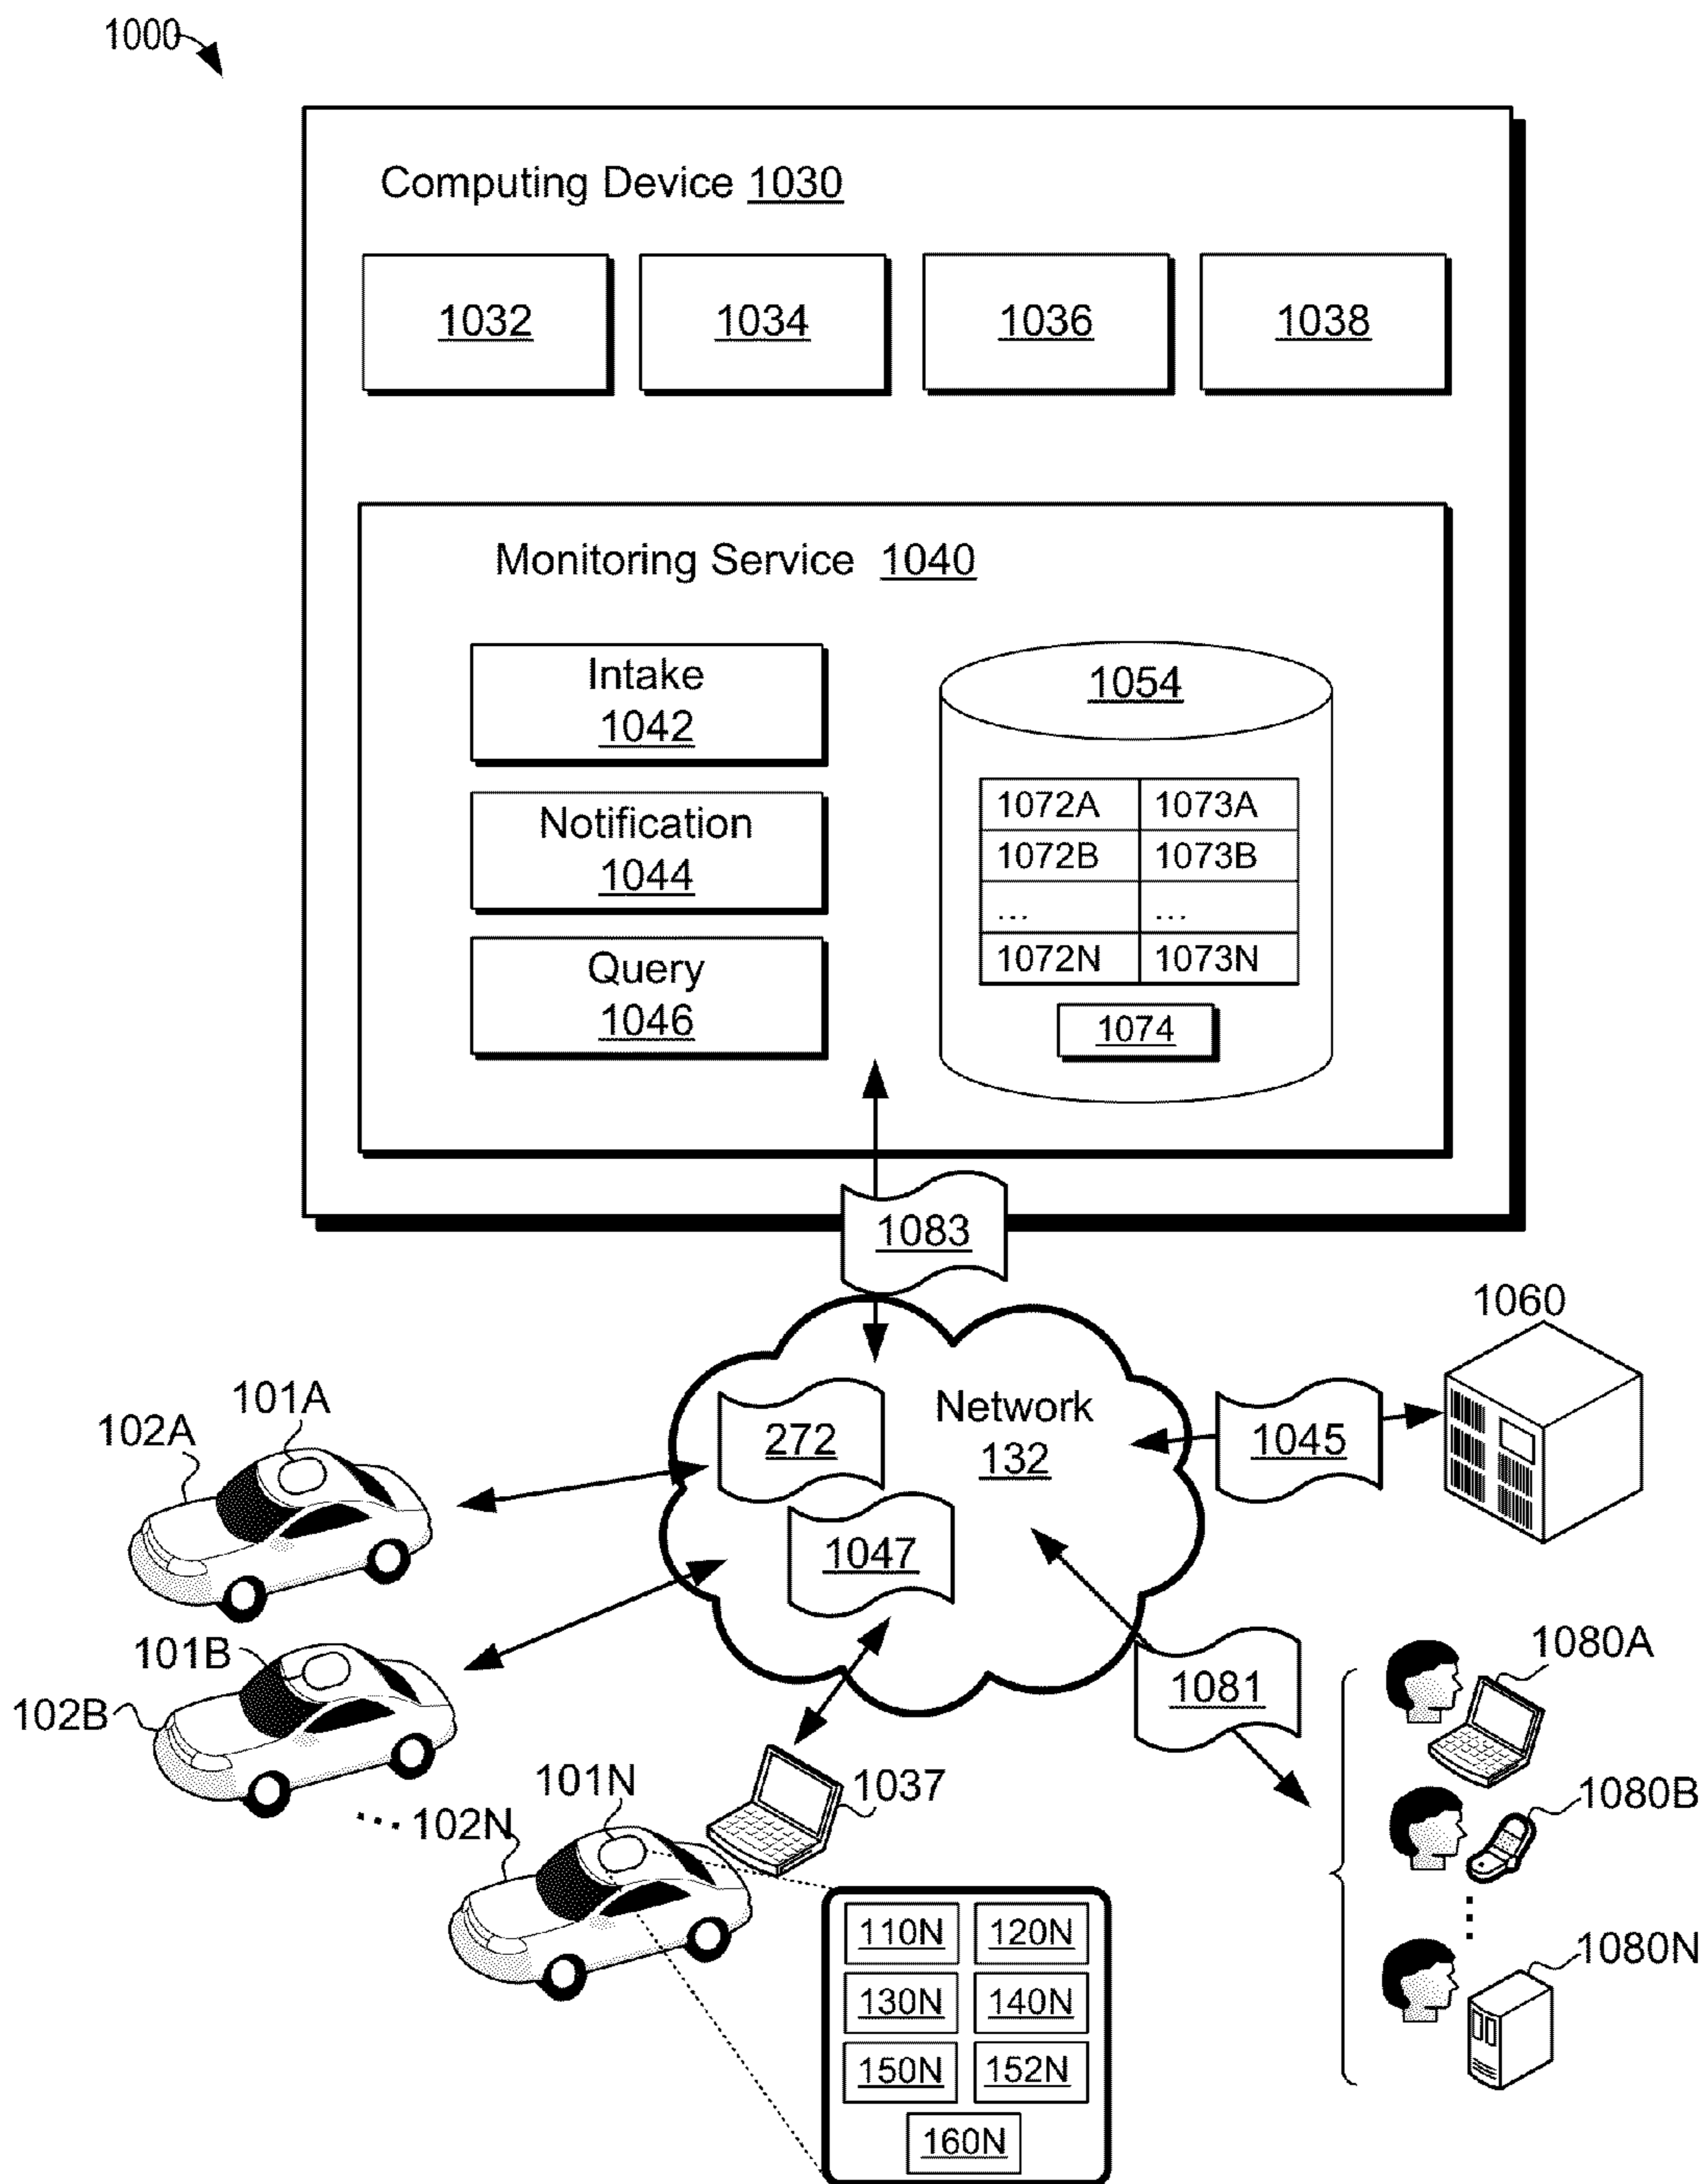 1000
Computing Device 1030
1032 1034 1036 1038
Monitoring Service 1040
Intake
1042
Notification
1044
Query
1046
1054
1072A 1073A
1072B 1073B
... ...
1072N 1073N
1074
1083
1060
Network
132
272
1047
1045
101A
102A
101B
102B
... 102N
101N
1037
1081
1080A
1080B
1080N
110N 120N
130N 140N
150N 152N
160N